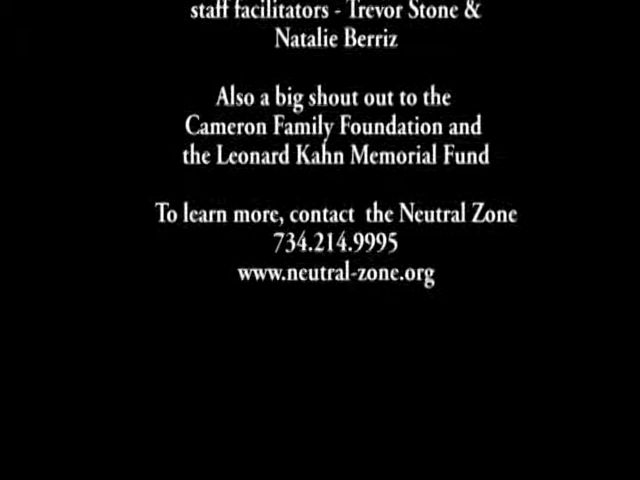 staff facilitators - Trevor Stone &
Natalie Berriz
Also a big shout out to the
Cameron Family Foundation and
the Leonard Kahn Memorial Fund
To learn more, contact the Neutral Zone
734.214.9995
www.neutral-zone.org